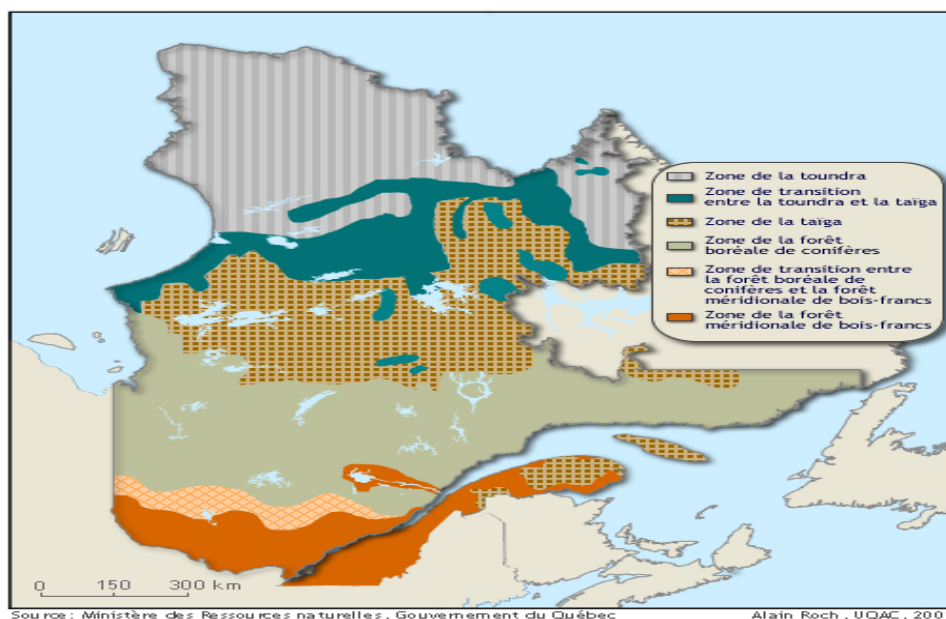 Zone de la toundra
Zone de transition
entre la toundra et la taïga
Zone de la taïga
Zone de la forêt
boréale de conifères
Zone de transition entre
la forêt boréale de
conifères et la forêt
méridionale de bois-francs
Zone de la forêt
méridionale de bois-francs
0 150 300 km
Source: Ministère des Ressources naturelles, Gouvernement du Québec Alain Roch, UQAC, 200